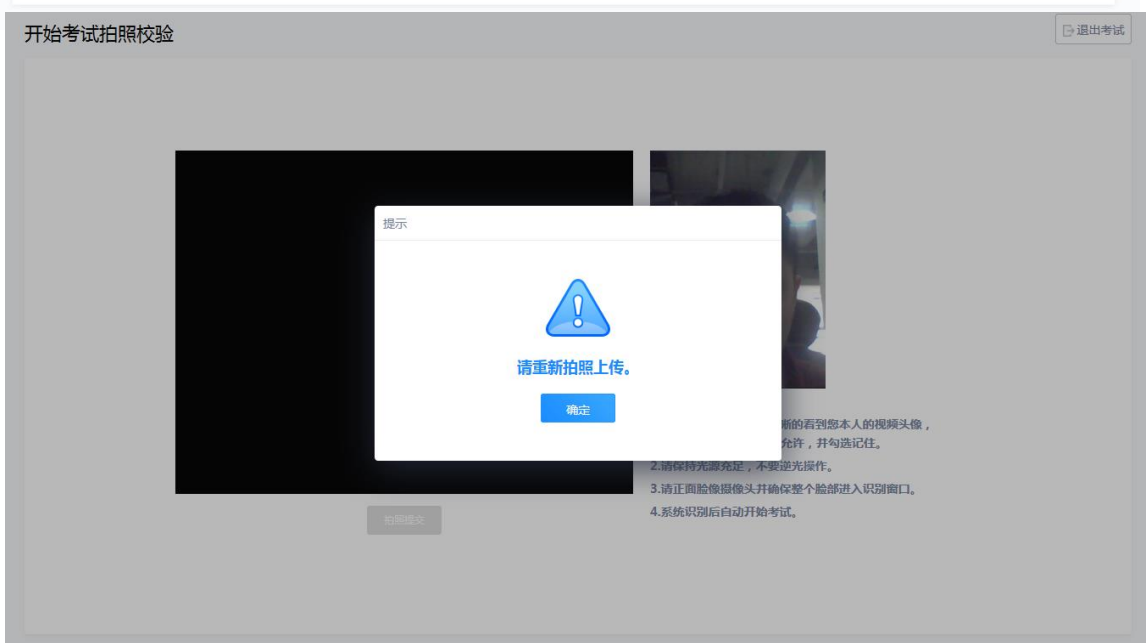 开始考试拍照校验
退出考试
提示
请重新拍照上传。
确定
晰的看到您本人的视频头像，
允许，并勾选记住。
2.请保持光源充足，不要逆光操作。
3.请正面脸像摄像头并确保整个脸部进入识别窗口。
4.系统识别后自动开始考试。
拍照提交